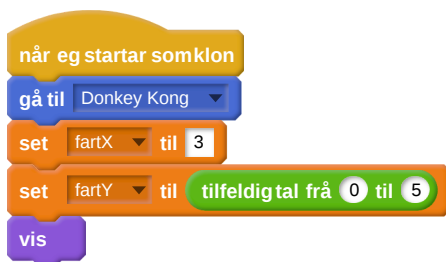 når eg startar som klon
gå til Donkey Kong
set fartX til 3
set fartY til tilfeldig tal frå 0 til 5
vis